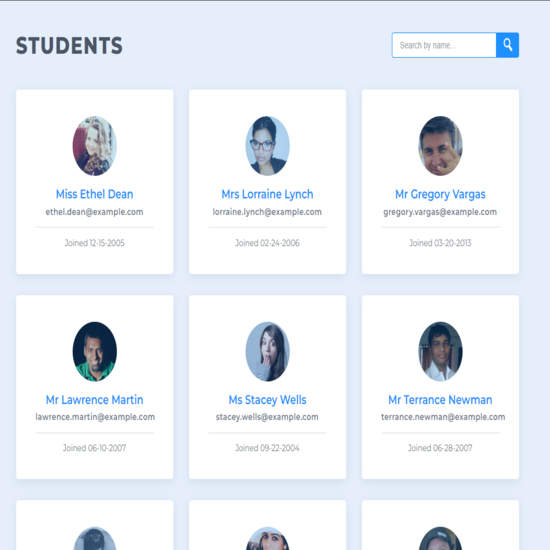 STUDENTS
Search by name...
Miss Ethel Dean
ethel.dean@example.com
Joined 12-15-2005
Mrs Lorraine Lynch
lorraine.lynch@example.com
Joined 02-24-2006
Mr Gregory Vargas
gregory.vargas@example.com
Joined 03-20-2013
Mr Lawrence Martin
lawrence.martin@example.com
Joined 06-10-2007
Ms Stacey Wells
stacey.wells@example.com
Joined 09-22-2004
Mr Terrance Newman
terrance.newman@example.com
Joined 06-28-2007